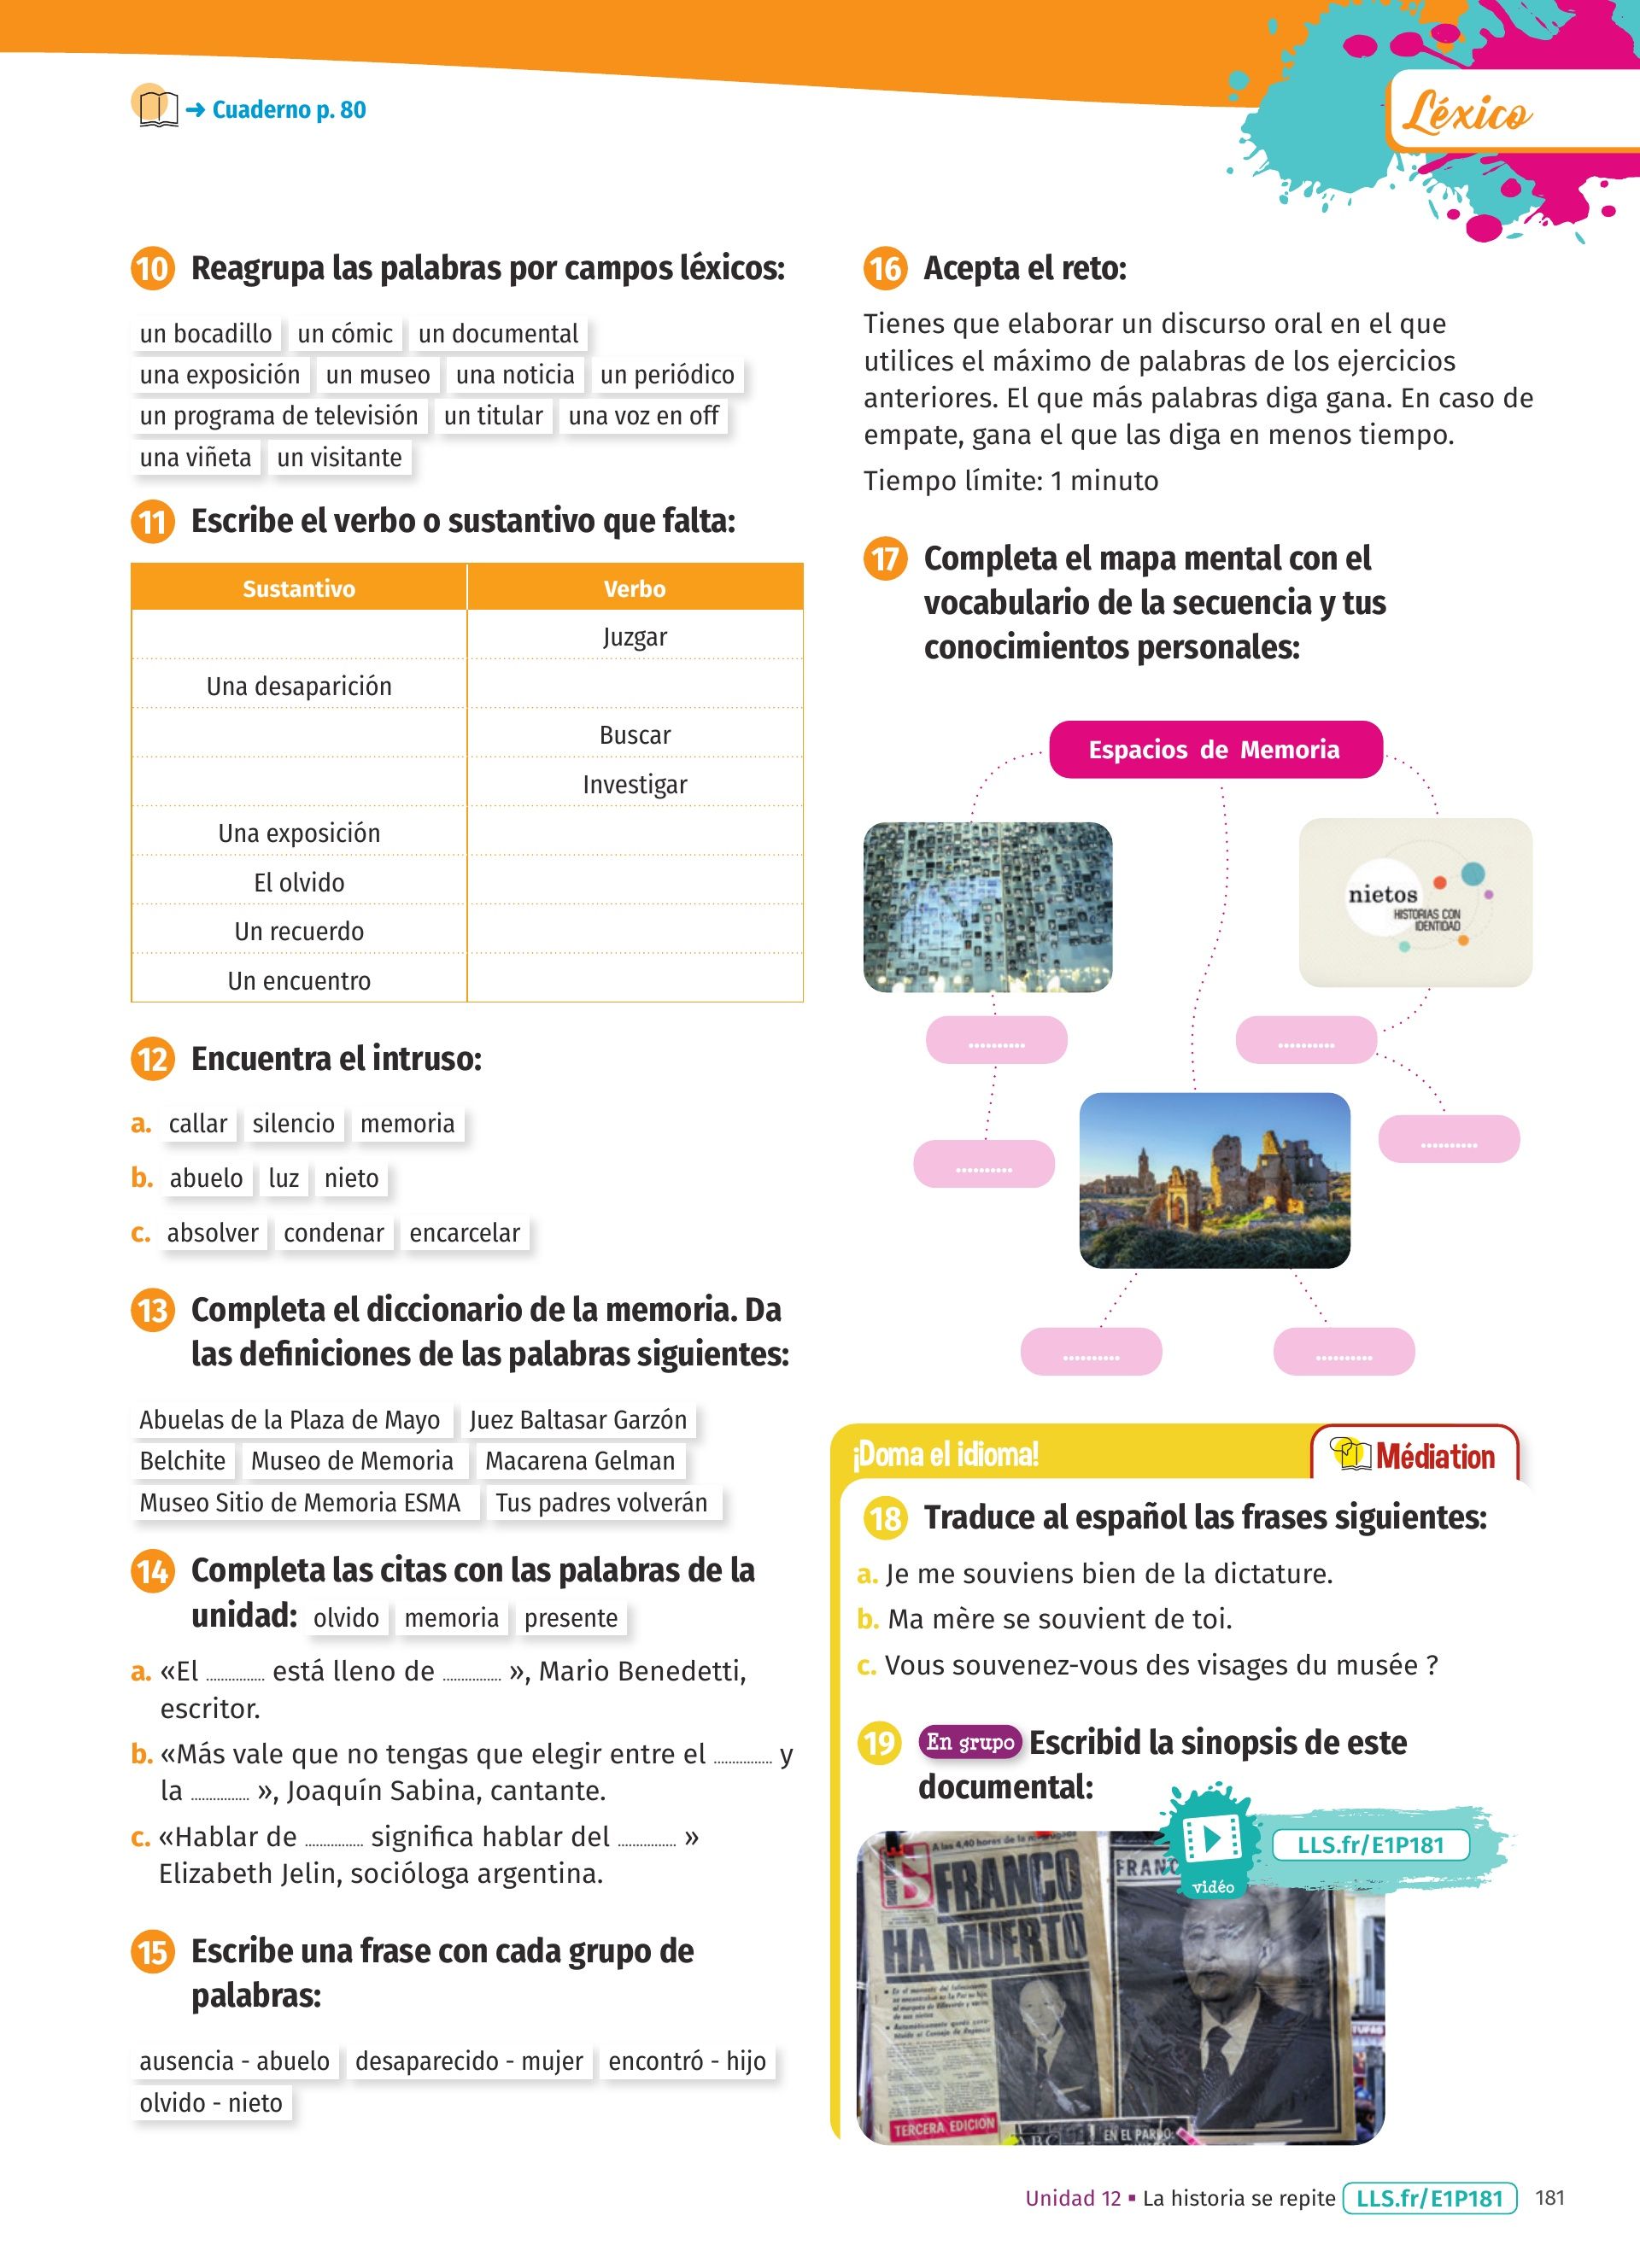 → Cuaderno p. 80
Léxico
10 Reagrupa las palabras por campos léxicos:
un bocadillo un cómic un documental
una exposición un museo una noticia un periódico
un programa de televisión un titular una voz en off
una viñeta un visitante
11 Escribe el verbo o sustantivo que falta:
Sustantivo Verbo
Juzgar
Una desaparición
Buscar
Investigar
Una exposición
El olvido
Un recuerdo
Un encuentro
12 Encuentra el intruso:
a. callar silencio memoria
b. abuelo luz nieto
c. absolver condenar encarcelar
13 Completa el diccionario de la memoria. Da
las definiciones de las palabras siguientes:
Abuelas de la Plaza de Mayo Juez Baltasar Garzón
Belchite Museo de Memoria Macarena Gelman
Museo Sitio de Memoria ESMA Tus padres volverán
14 Completa las citas con las palabras de la
unidad: olvido memoria presente
a. «El ............... está lleno de ............... », Mario Benedetti,
escritor.
b. «Más vale que no tengas que elegir entre el ............... y
la ............... », Joaquín Sabina, cantante.
c. «Hablar de ............... significa hablar del ............... »
Elizabeth Jelin, socióloga argentina.
15 Escribe una frase con cada grupo de
palabras:
ausencia - abuelo desaparecido - mujer encontró - hijo
olvido - nieto
16 Acepta el reto:
Tienes que elaborar un discurso oral en el que
utilices el máximo de palabras de los ejercicios
anteriores. El que más palabras diga gana. En caso de
empate, gana el que las diga en menos tiempo.
Tiempo límite: 1 minuto
17 Completa el mapa mental con el
vocabulario de la secuencia y tus
conocimientos personales:
Espacios de Memoria
nietos
HISTORIAS CON
IDENTIDAD
..........
..........
..........
..........
..........
..........
¡Doma el idioma!
Médiation
18 Traduce al español las frases siguientes:
a. Je me souviens bien de la dictature.
b. Ma mère se souvient de toi.
c. Vous souvenez-vous des visages du musée ?
19 En grupo Escribid la sinopsis de este
documental:
vidéo
LLS.fr/E1P181
A las 4,40 horas de la
FRANCO
HA MUERTO
FRANC
TERCERA EDICION
ABC
EN EL PARDO:
Unidad 12 ▪ La historia se repite LLS.fr/E1P181 181